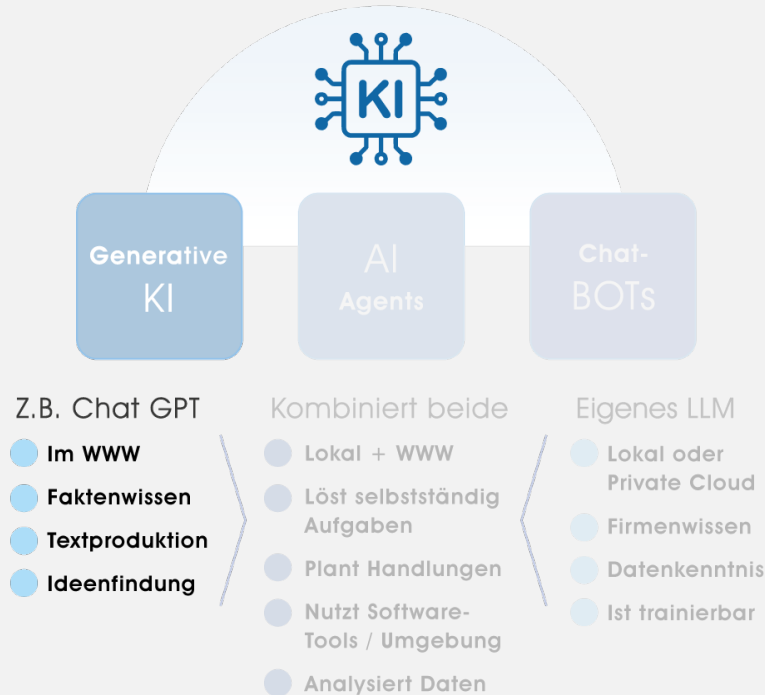 KI
Generative
KI
AI
Agents
Chat-
BOTs
Z.B. Chat GPT
Im WWW
Faktenwissen
Textproduktion
Ideenfindung
Kombiniert beide
Lokal + WWW
Löst selbstständig
Aufgaben
Plant Handlungen
Nutzt Software-
Tools / Umgebung
Analysiert Daten
Eigenes LLM
Lokal oder
Private Cloud
Firmenwissen
Datenkenntnis
Ist trainierbar